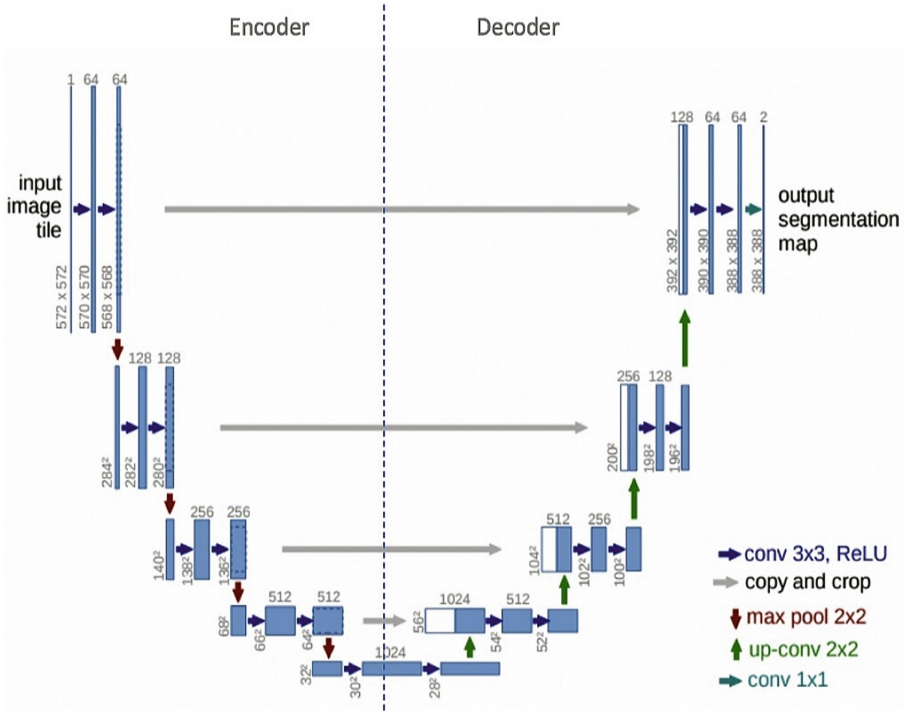 Encoder
Decoder
1 64 64
input
image
tile
572 x 572
570 x 570
568 x 568
128 64 64 2
output
segmentation
map
392 x 392
390 x 390
388 x 388
388 x 388
128 128
284²
282²
280²
256 128
200²
198²
196²
256 256
140²
138²
136²
512 256
104²
102²
100²
512 512
68²
66²
64²
1024 512
56²
54²
52²
1024
32²
30²
28²
conv 3x3, ReLU
copy and crop
max pool 2x2
up-conv 2x2
conv 1x1